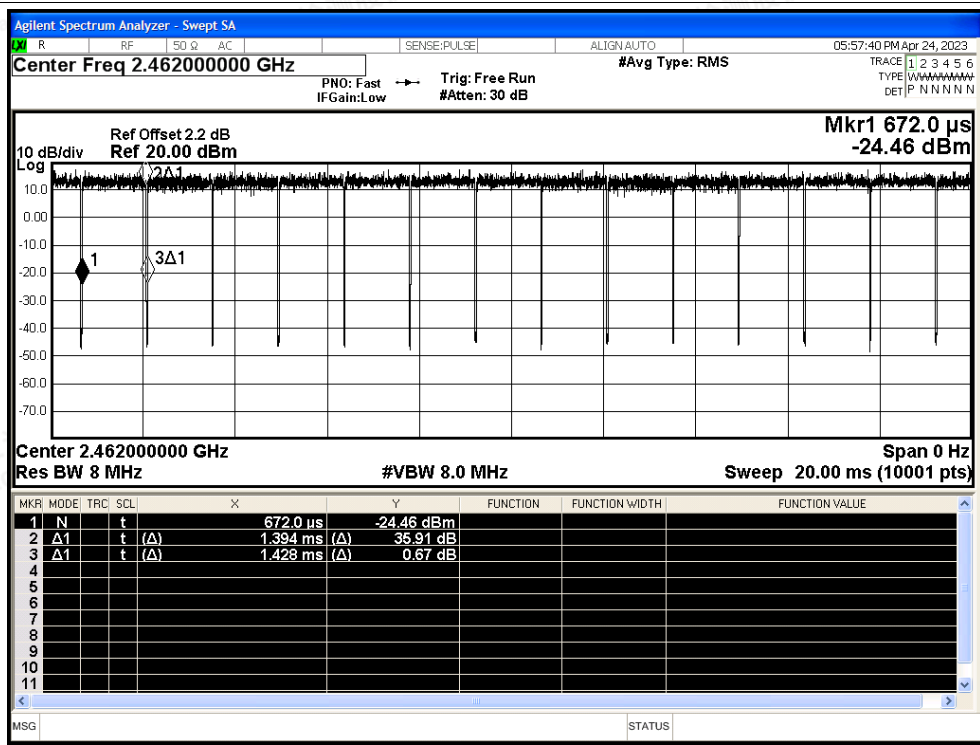 Agilent Spectrum Analyzer - Swept SA
LXI R RF 50 Ω AC SENSE:PULSE ALIGN AUTO 05:57:40 PM Apr 24, 2023
Center Freq 2.462000000 GHz #Avg Type: RMS TRACE 1 2 3 4 5 6
PNO: Fast Trig: Free Run TYPE
IFGain:Low #Atten: 30 dB DET P N N N N N
Mkr1 672.0 µs
Ref Offset 2.2 dB
10 dB/div Ref 20.00 dBm -24.46 dBm
Log
2Δ1
10.0
0.00
-10.0
1 3Δ1
-20.0
-30.0
-40.0
-50.0
-60.0
-70.0
Center 2.462000000 GHz Span 0 Hz
Res BW 8 MHz #VBW 8.0 MHz Sweep 20.00 ms (10001 pts)
MKR MODE TRC SCL X Y FUNCTION FUNCTION WIDTH FUNCTION VALUE
1 N t 672.0 µs -24.46 dBm
2 Δ1 t (Δ) 1.394 ms (Δ) 35.91 dB
3 Δ1 t (Δ) 1.428 ms (Δ) 0.67 dB
4
5
6
7
8
9
10
11
MSG STATUS